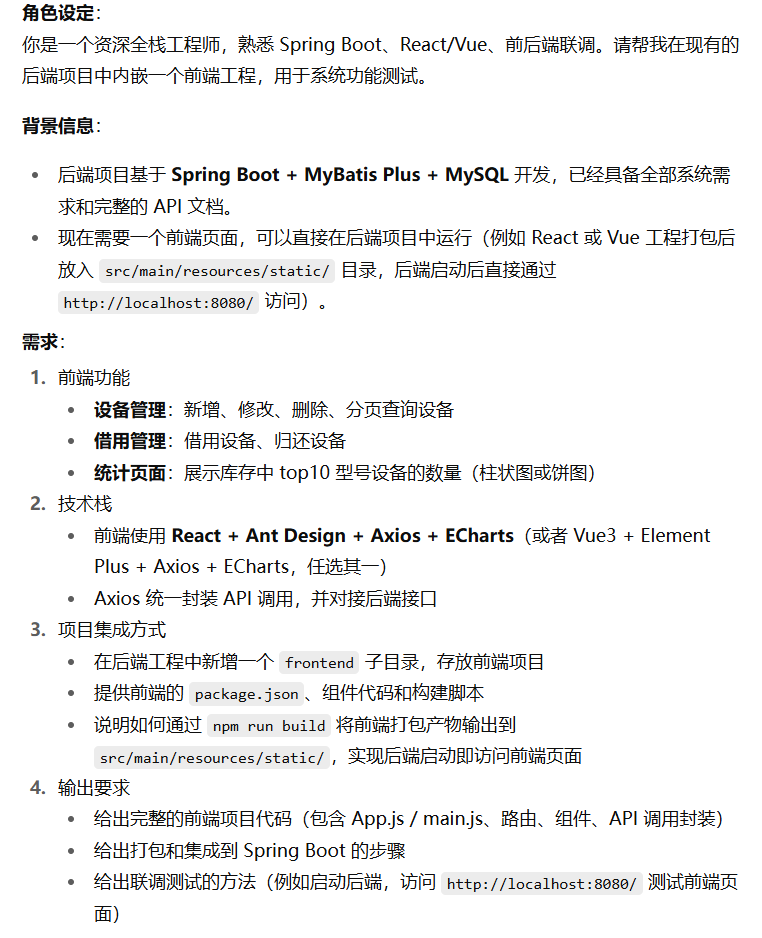 角色设定：
你是一个资深全栈工程师，熟悉 Spring Boot、React/Vue、前后端联调。请帮我在现有的
后端项目中内嵌一个前端工程，用于系统功能测试。
背景信息：
• 后端项目基于 Spring Boot + MyBatis Plus + MySQL 开发，已经具备全部系统需
求和完整的 API 文档。
• 现在需要一个前端页面，可以直接在后端项目中运行（例如 React 或 Vue 工程打包后
放入 src/main/resources/static/ 目录，后端启动后直接通过
http://localhost:8080/ 访问）。
需求：
1. 前端功能
• 设备管理：新增、修改、删除、分页查询设备
• 借用管理：借用设备、归还设备
• 统计页面：展示库存中 top10 型号设备的数量（柱状图或饼图）
2. 技术栈
• 前端使用 React + Ant Design + Axios + ECharts（或者 Vue3 + Element
Plus + Axios + ECharts，任选其一）
• Axios 统一封装 API 调用，并对接后端接口
3. 项目集成方式
• 在后端工程中新增一个 frontend 子目录，存放前端项目
• 提供前端的 package.json、组件代码和构建脚本
• 说明如何通过 npm run build 将前端打包产物输出到
src/main/resources/static/，实现后端启动即访问前端页面
4. 输出要求
• 给出完整的前端项目代码（包含 App.js / main.js、路由、组件、API 调用封装）
• 给出打包和集成到 Spring Boot 的步骤
• 给出联调测试的方法（例如启动后端，访问 http://localhost:8080/ 测试前端页
面）